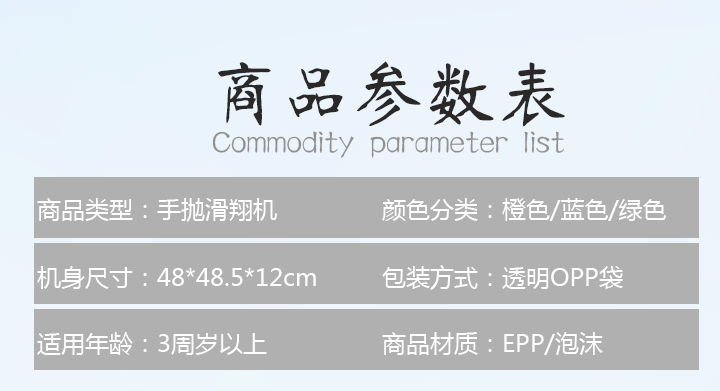 商品参数表
Commodity parameter list
商品类型：手抛滑翔机 颜色分类：橙色/蓝色/绿色
机身尺寸：48*48.5*12cm 包装方式：透明OPP袋
适用年龄：3周岁以上 商品材质：EPP/泡沫